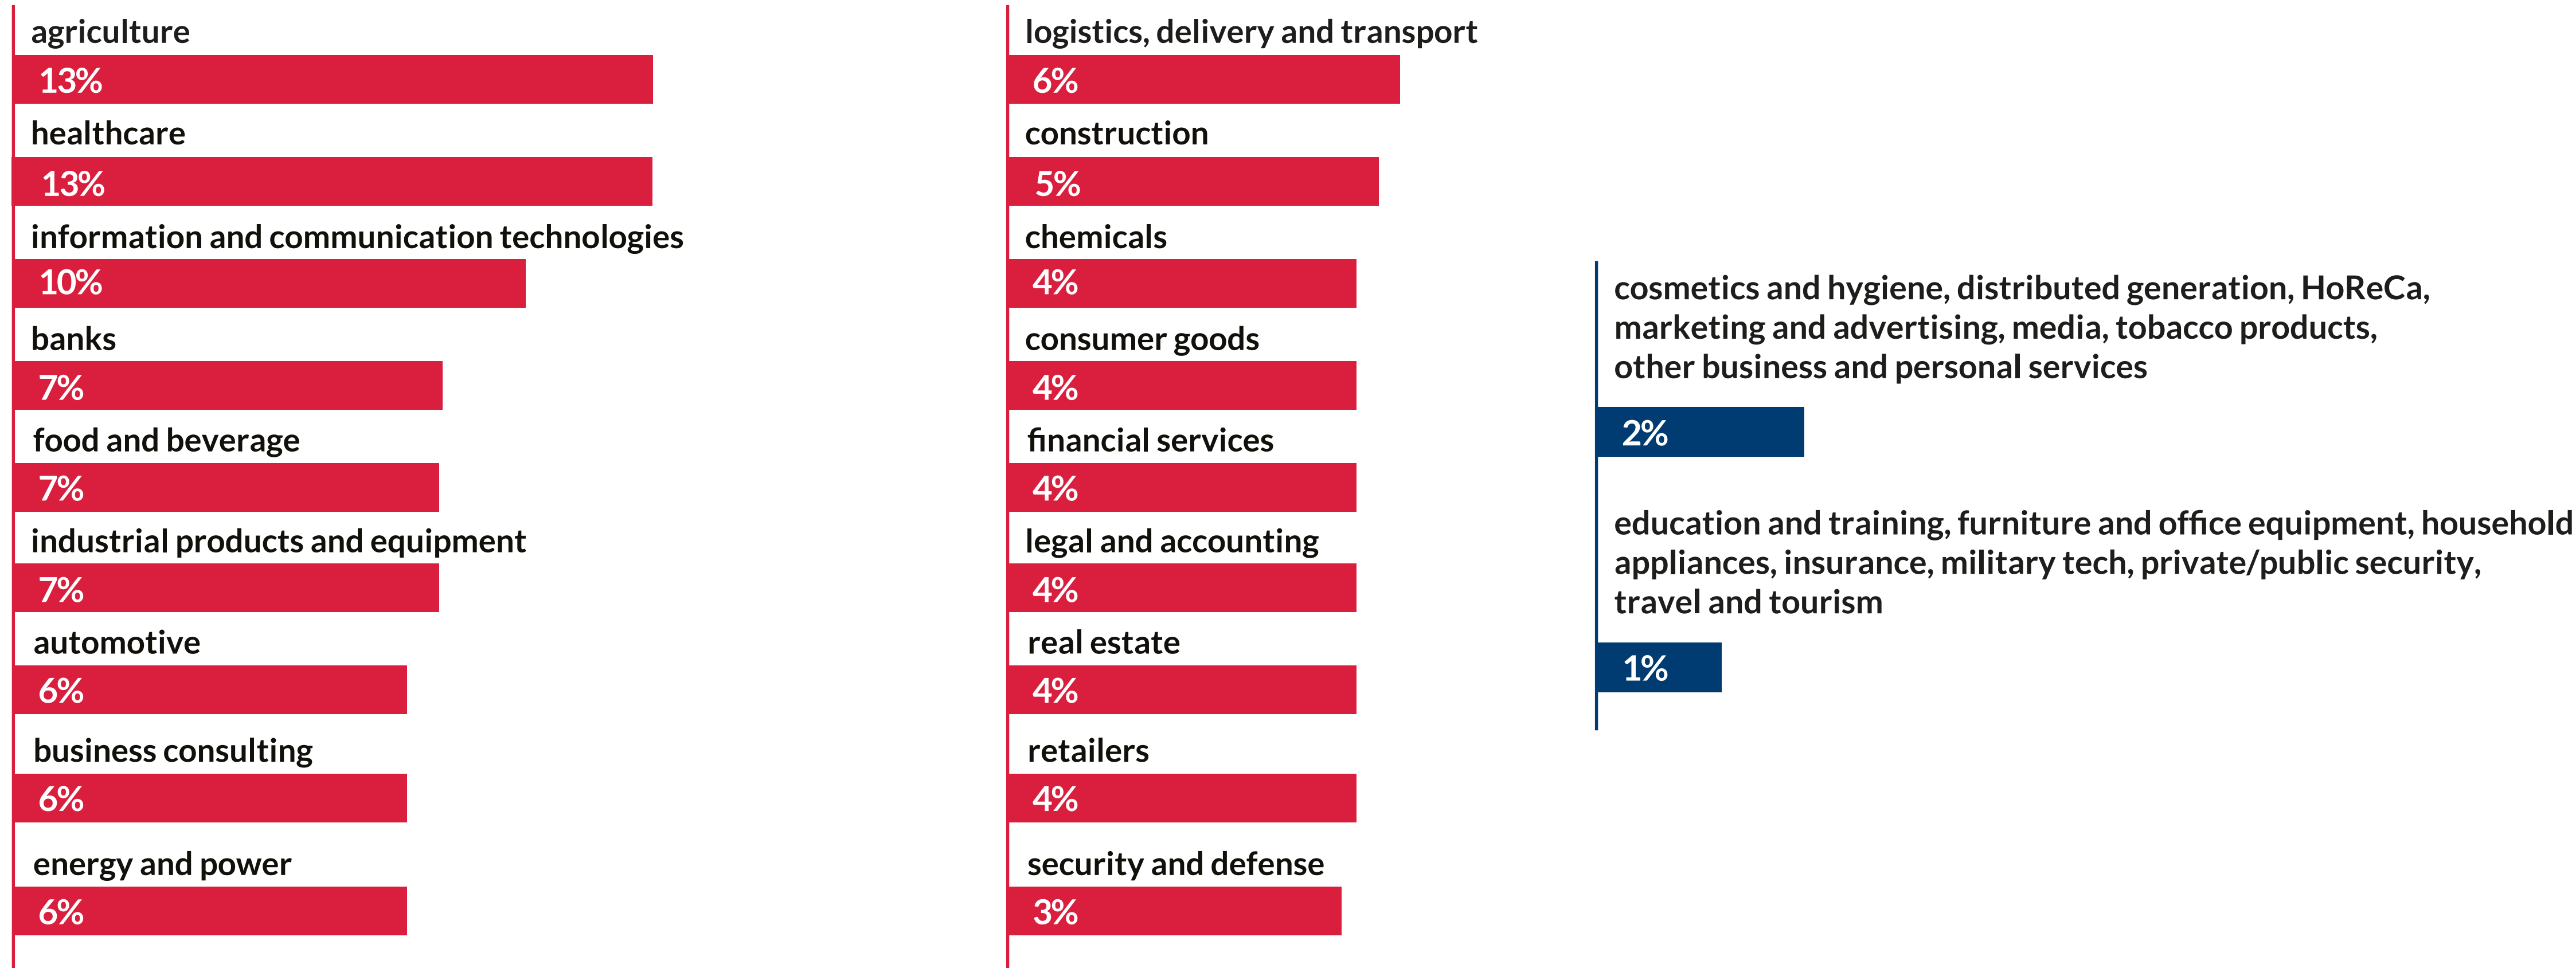 agriculture
13%
healthcare
13%
information and communication technologies
10%
banks
7%
food and beverage
7%
industrial products and equipment
7%
automotive
6%
business consulting
6%
energy and power
6%
logistics, delivery and transport
6%
construction
5%
chemicals
4%
consumer goods
4%
financial services
4%
legal and accounting
4%
real estate
4%
retailers
4%
security and defense
3%
cosmetics and hygiene, distributed generation, HoReCa,
marketing and advertising, media, tobacco products,
other business and personal services
2%
education and training, furniture and office equipment, household
appliances, insurance, military tech, private/public security,
travel and tourism
1%